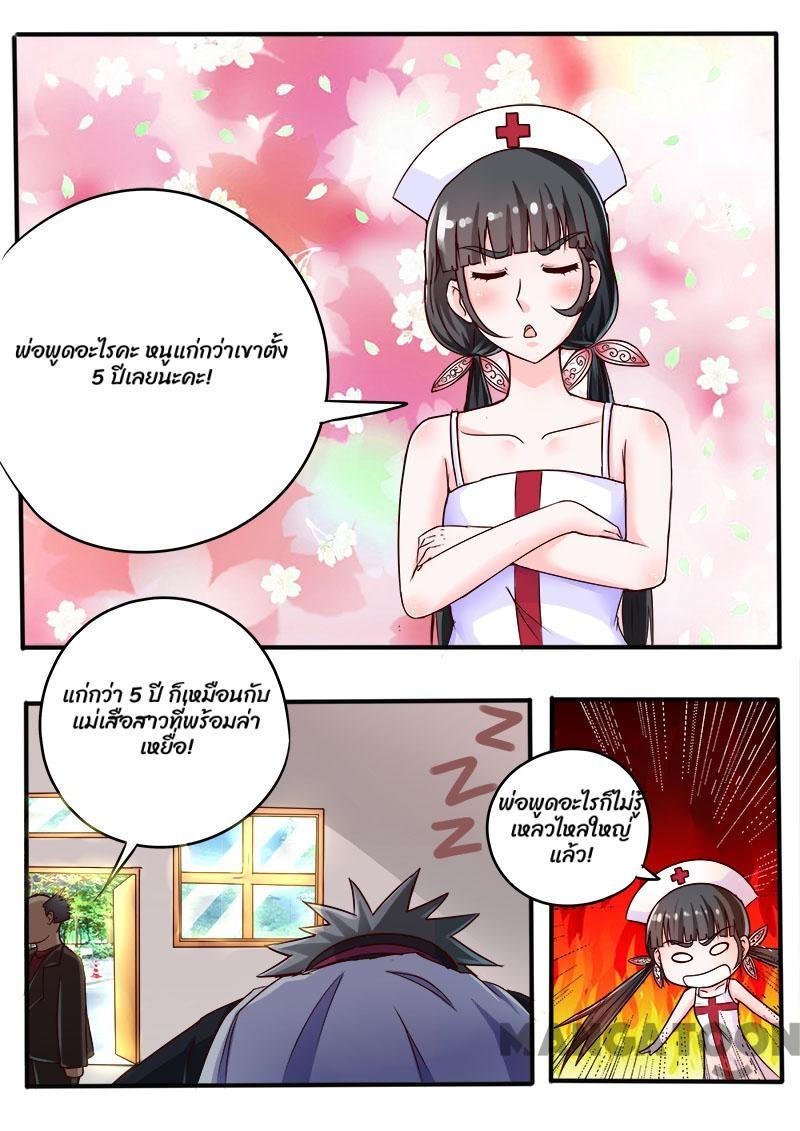 พ่อพูดอะไรคะ หนูแก่กว่าเขาตั้ง
5 ปีเลยนะคะ!
แก่กว่า 5 ปี ก็เหมือนกับ
แม่เสือสาวที่พร้อมล่า
เหยื่อ!
Z
Z
Z
พ่อพูดอะไรก็ไม่รู้
เหลวไหลใหญ่
แล้ว!
MANGATOON